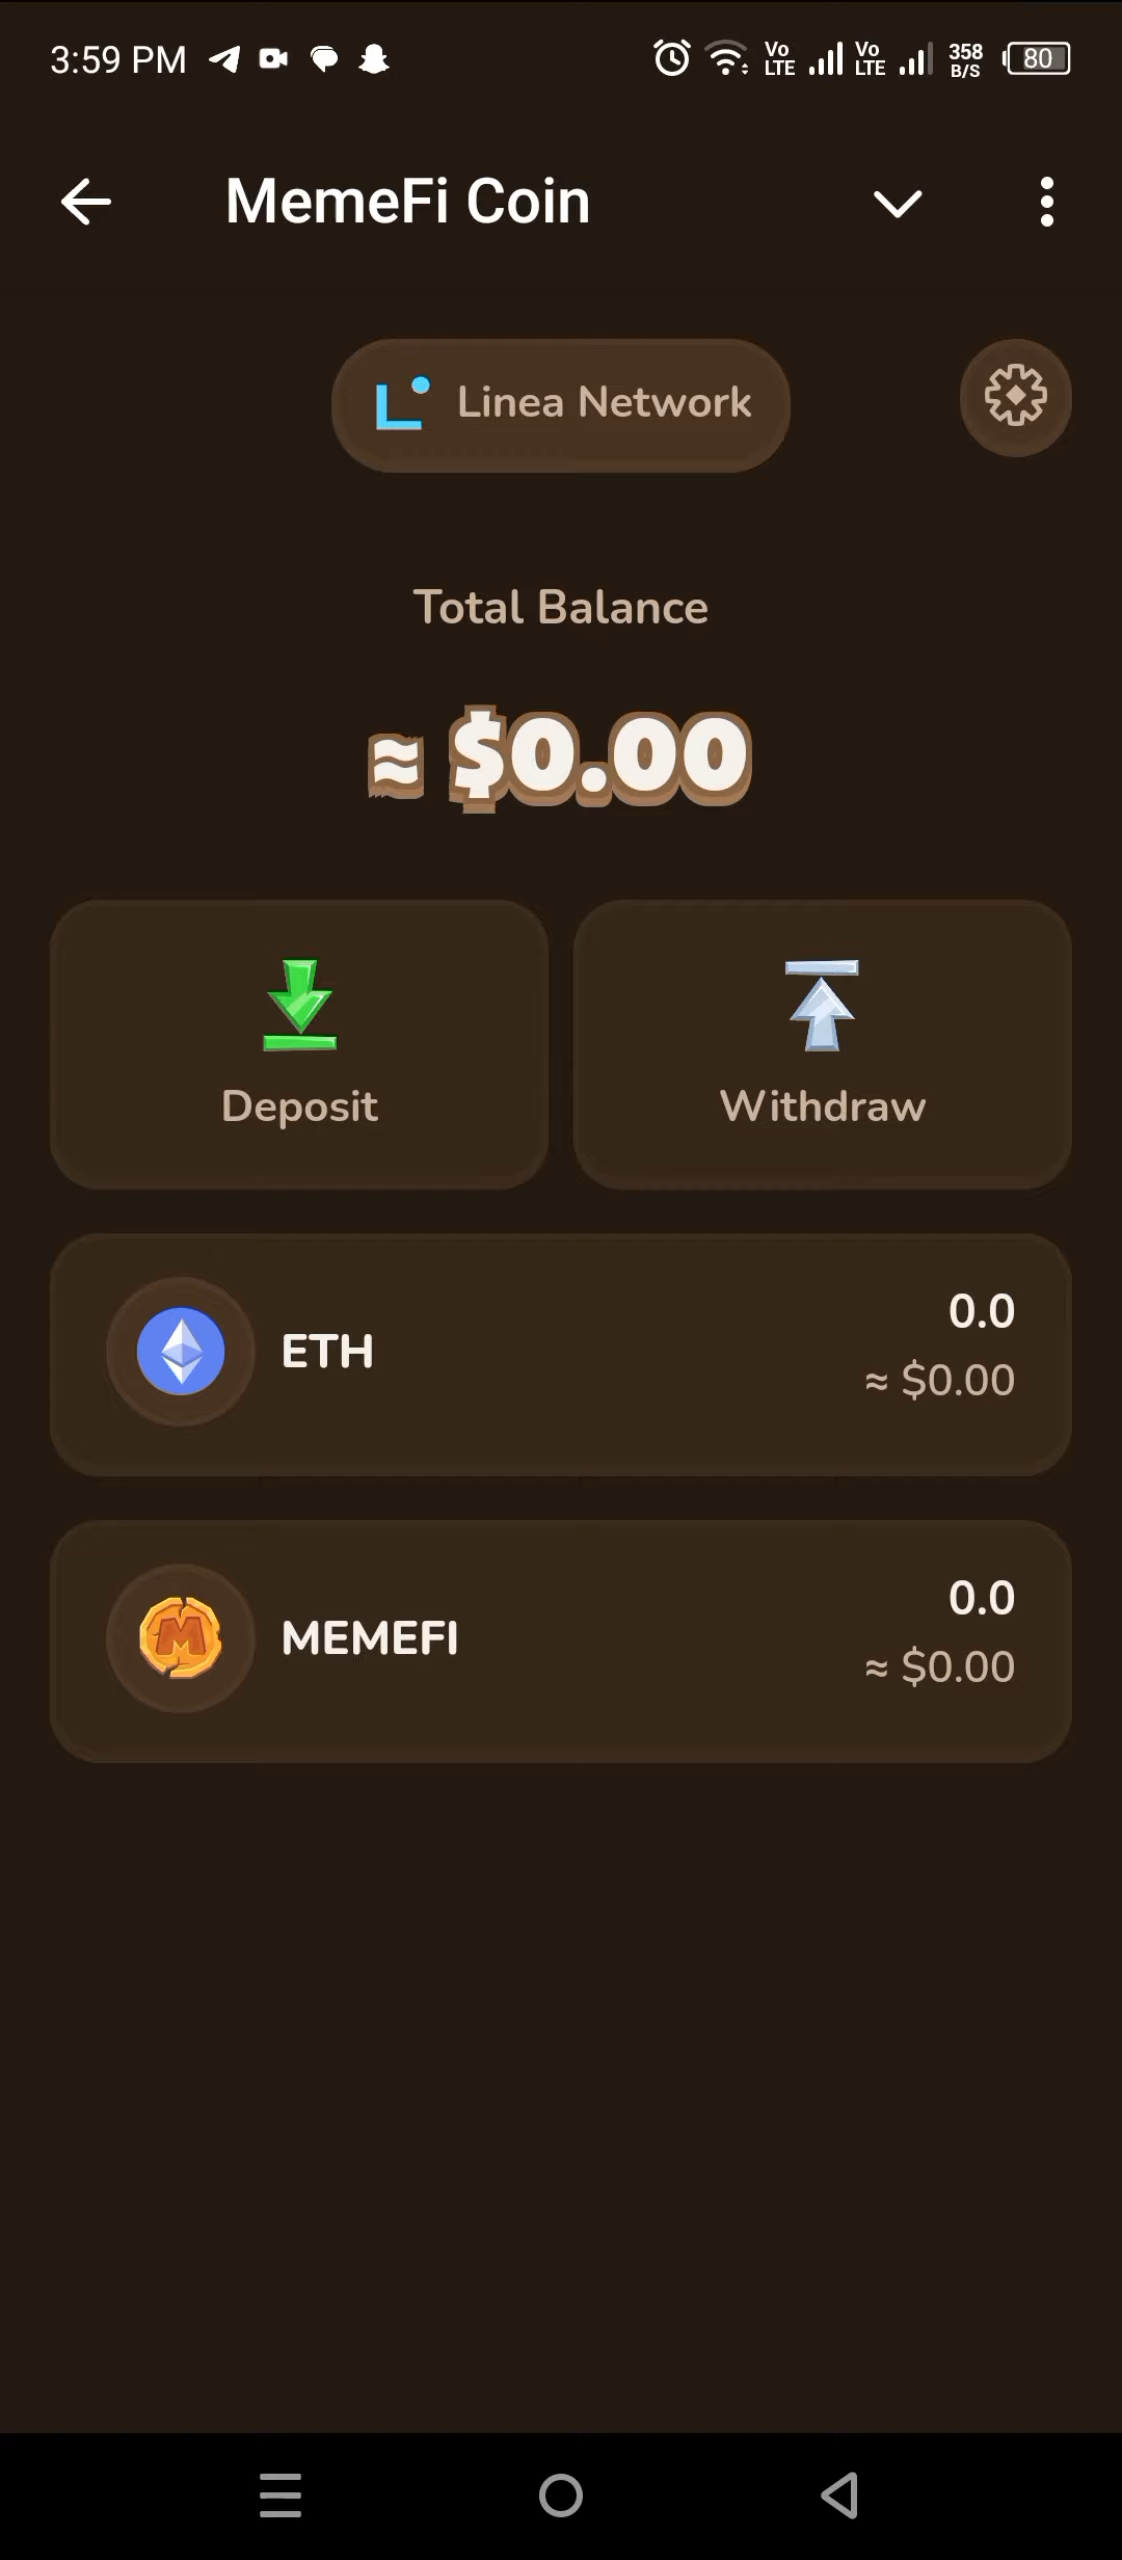 3:59 PM
Vo LTE Vo LTE 358 B/S 80
MemeFi Coin
Linea Network
Total Balance
≈ $0.00
Deposit Withdraw
ETH 0.0
≈ $0.00
MEMEFI 0.0
≈ $0.00